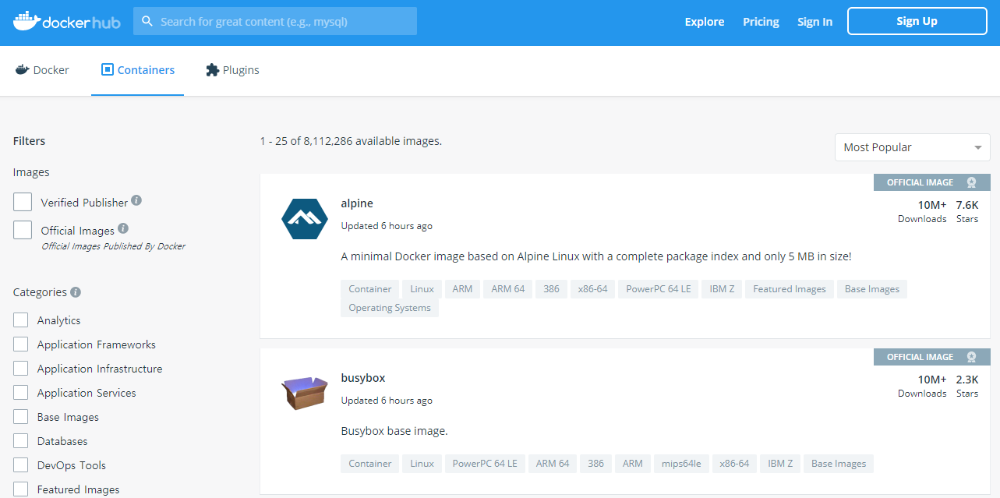 docker hub
Search for great content (e.g., mysql)
Explore Pricing Sign In Sign Up
Docker Containers Plugins
Filters
1 - 25 of 8,112,286 available images.
Most Popular
Images
Verified Publisher
Official Images
Official Images Published By Docker
Categories
Analytics
Application Frameworks
Application Infrastructure
Application Services
Base Images
Databases
DevOps Tools
Featured Images
OFFICIAL IMAGE
alpine
Updated 6 hours ago
10M+ 7.6K
Downloads Stars
A minimal Docker image based on Alpine Linux with a complete package index and only 5 MB in size!
Container Linux ARM ARM 64 386 x86-64 PowerPC 64 LE IBM Z Featured Images Base Images
Operating Systems
OFFICIAL IMAGE
busybox
Updated 6 hours ago
10M+ 2.3K
Downloads Stars
Busybox base image.
Container Linux PowerPC 64 LE ARM 64 386 ARM mips64le x86-64 IBM Z Base Images